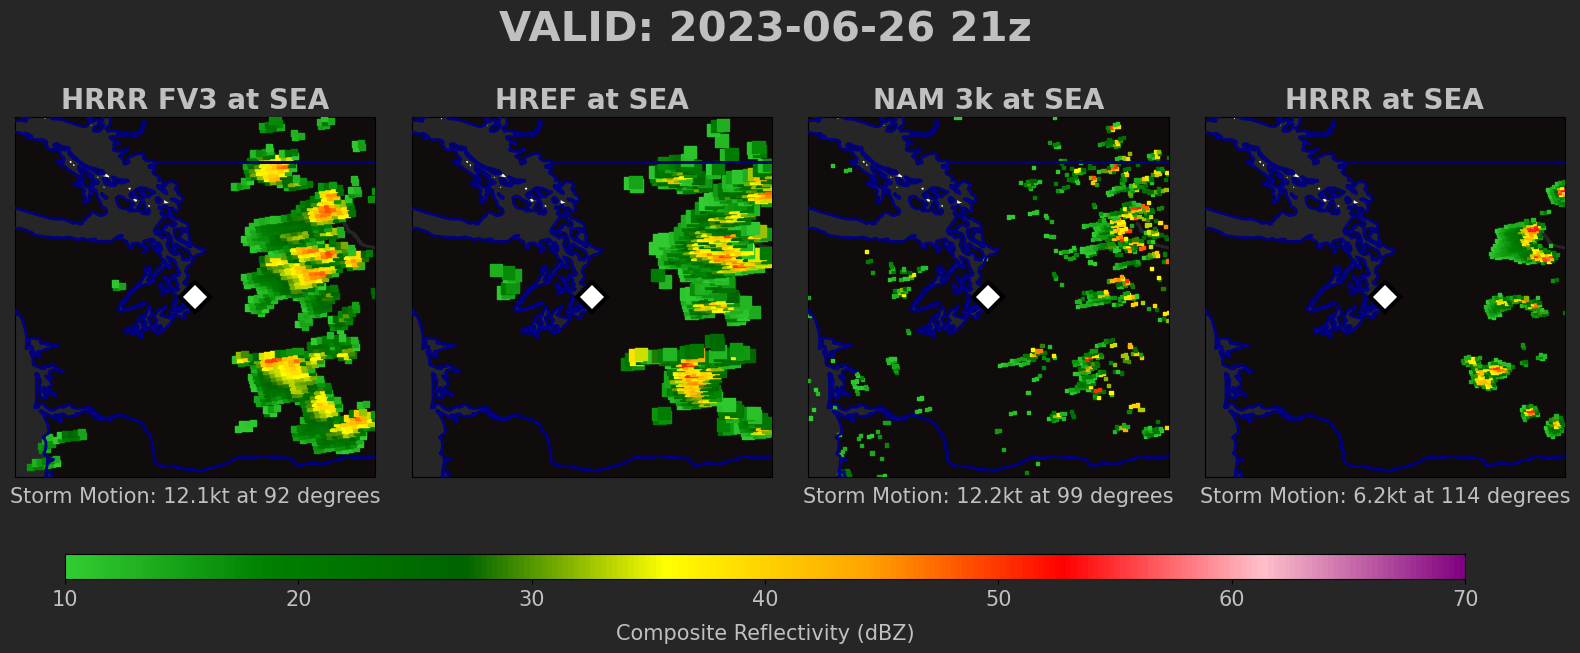 VALID: 2023-06-26 21z
HRRR FV3 at SEA
HREF at SEA
NAM 3k at SEA
HRRR at SEA
Storm Motion: 12.1kt at 92 degrees
Storm Motion: 12.2kt at 99 degrees
Storm Motion: 6.2kt at 114 degrees
10 20 30 40 50 60 70
Composite Reflectivity (dBZ)